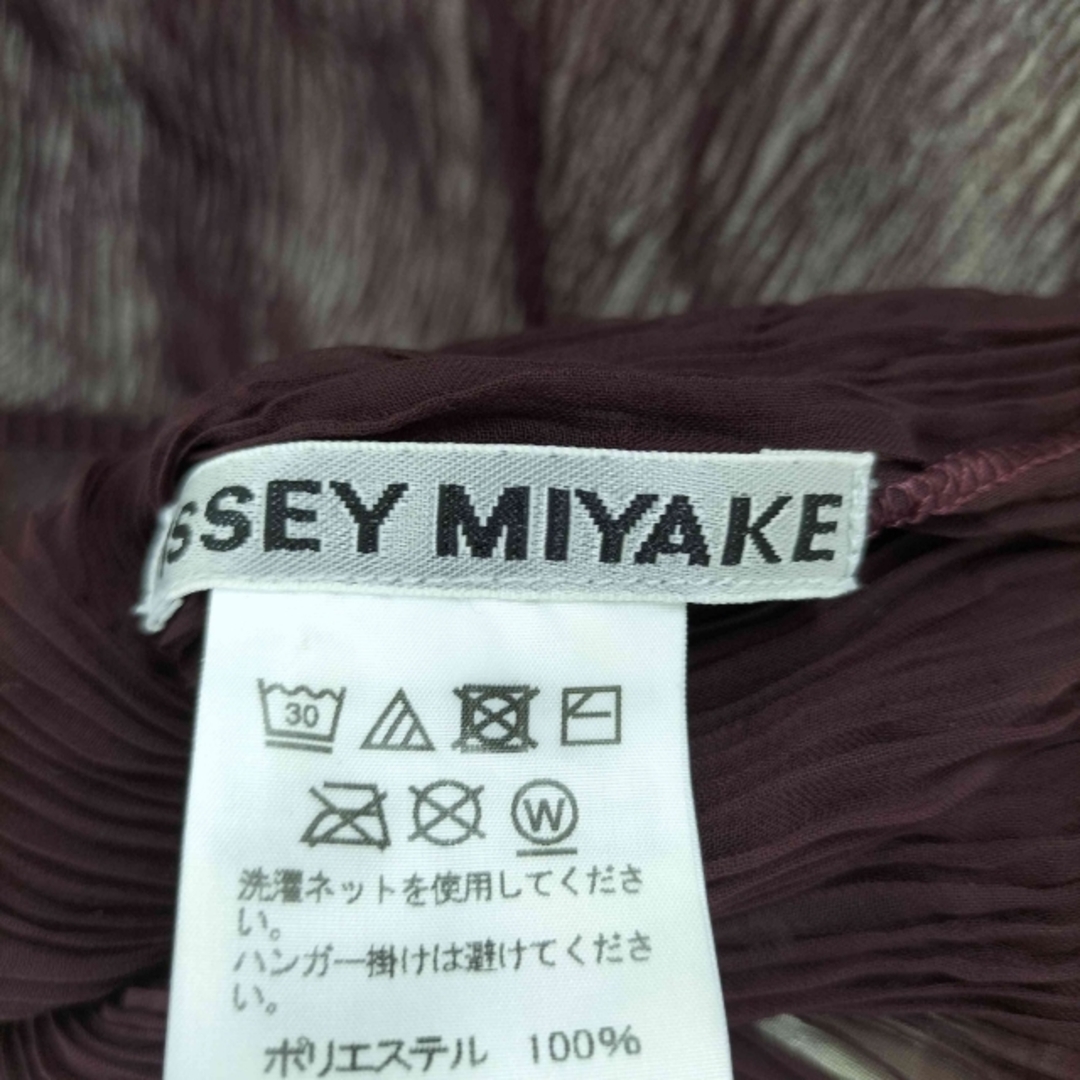 ISSEY MIYAKE
30
W
洗濯ネットを使用してくださ
い。
ハンガー掛けは避けてくださ
い。
ポリエステル 100%